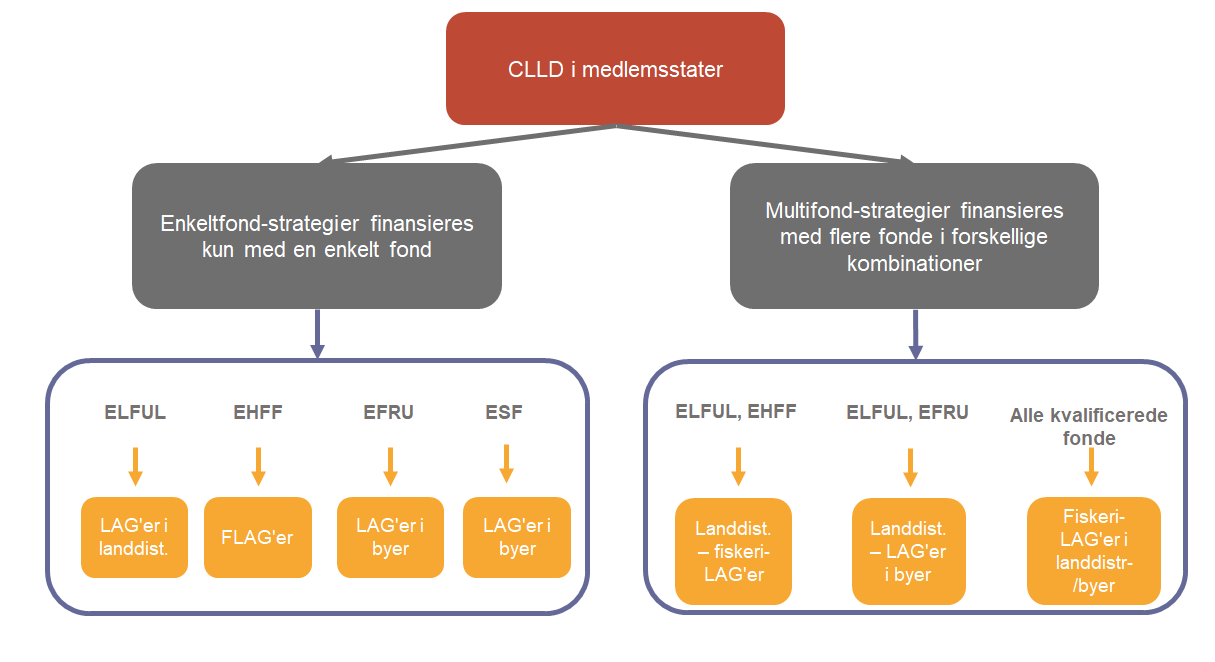 CLLD i medlemsstater
Enkeltfond-strategier finansieres
kun med en enkelt fond
Multifond-strategier finansieres
med flere fonde i forskellige
kombinationer
ELFUL
EHFF
EFRU
ESF
LAG'er i
landdist.
FLAG'er
LAG'er i
byer
LAG'er i
byer
ELFUL, EHFF
ELFUL, EFRU
Alle kvalificerede
fonde
Landdist.
– fiskeri-
LAG'er
Landdist.
– LAG'er
i byer
Fiskeri-
LAG'er i
landdistr-
/byer